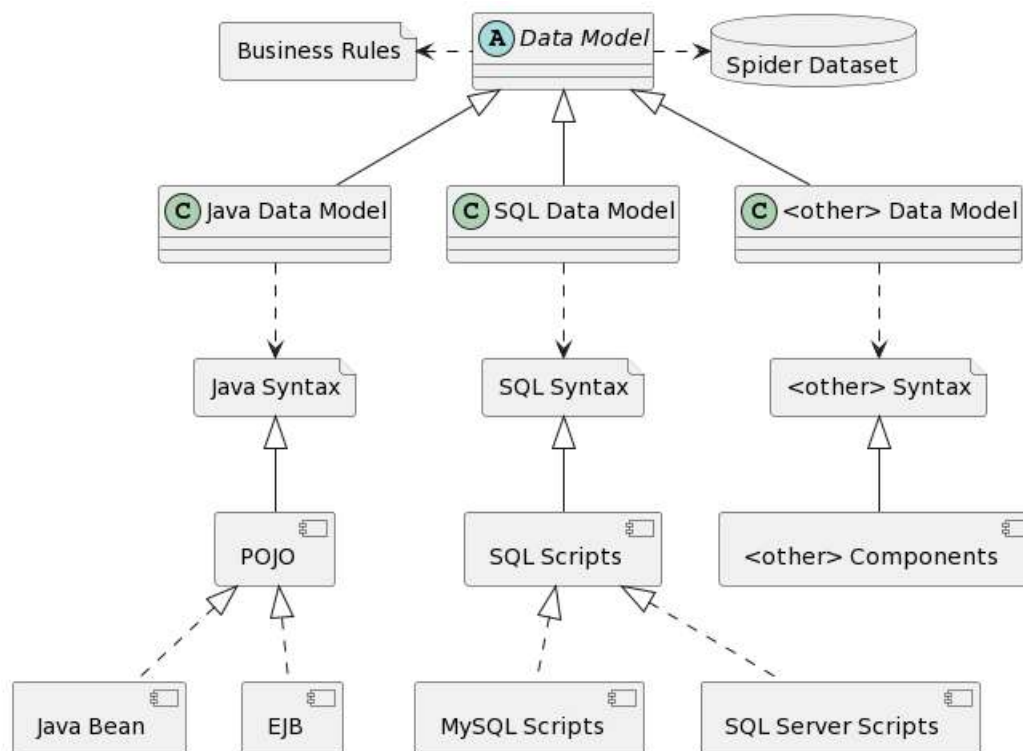 Business Rules
A Data Model
Spider Dataset
C Java Data Model
C SQL Data Model
C <other> Data Model
Java Syntax
SQL Syntax
<other> Syntax
POJO
SQL Scripts
<other> Components
Java Bean
EJB
MySQL Scripts
SQL Server Scripts